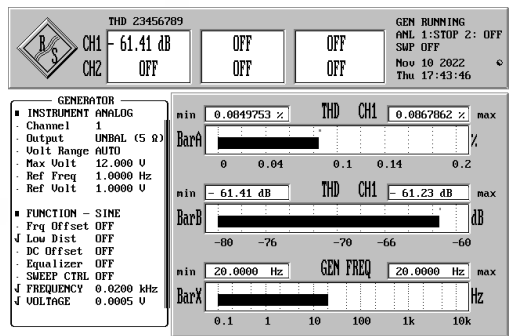 THD 23456789
R S
CH1 - 61.41 dB OFF OFF
CH2 OFF OFF OFF
GEN RUNNING
ANL 1:STOP 2: OFF
SWP OFF
Nov 10 2022
Thu 17:43:46
GENERATOR
INSTRUMENT ANALOG
Channel 1
Output UNBAL (5 Ω)
Volt Range AUTO
Max Volt 12.000 V
Ref Freq 1.0000 Hz
Ref Volt 1.0000 V
FUNCTION - SINE
Frq Offset OFF
Low Dist OFF
DC Offset OFF
Equalizer OFF
SWEEP CTRL OFF
FREQUENCY 0.0200 kHz
VOLTAGE 0.0005 V
min 0.0849753 % THD CH1 0.0867862 % max
BarA %
0 0.04 0.1 0.14 0.2
min - 61.41 dB THD CH1 - 61.23 dB max
BarB dB
-80 -76 -70 -66 -60
min 20.0000 Hz GEN FREQ 20.0000 Hz max
BarX Hz
0.1 1 10 100 1k 10k